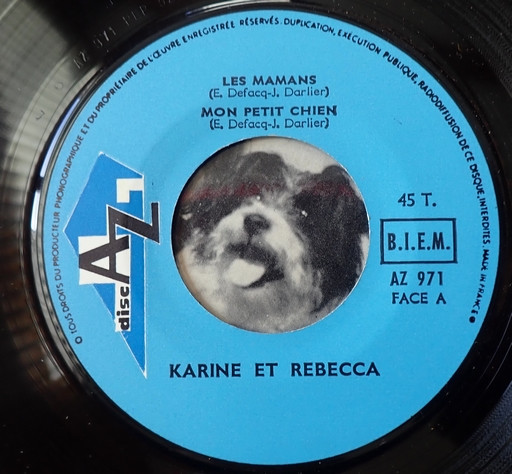 © TOUS DROITS DU PRODUCTEUR PHONOGRAPHIQUE ET DU PROPRIÉTAIRE DE L'ŒUVRE ENREGISTRÉE RÉSERVÉS. DUPLICATION, EXÉCUTION PUBLIQUE, RADIODIFFUSION DE CE DISQUE, INTERDITES. MADE IN FRANCE
LES MAMANS
(E. Defacq-J. Darlier)
MON PETIT CHIEN
(E. Defacq-J. Darlier)
disc AZ
45 T.
B.I.E.M.
AZ 971
FACE A
KARINE ET REBECCA